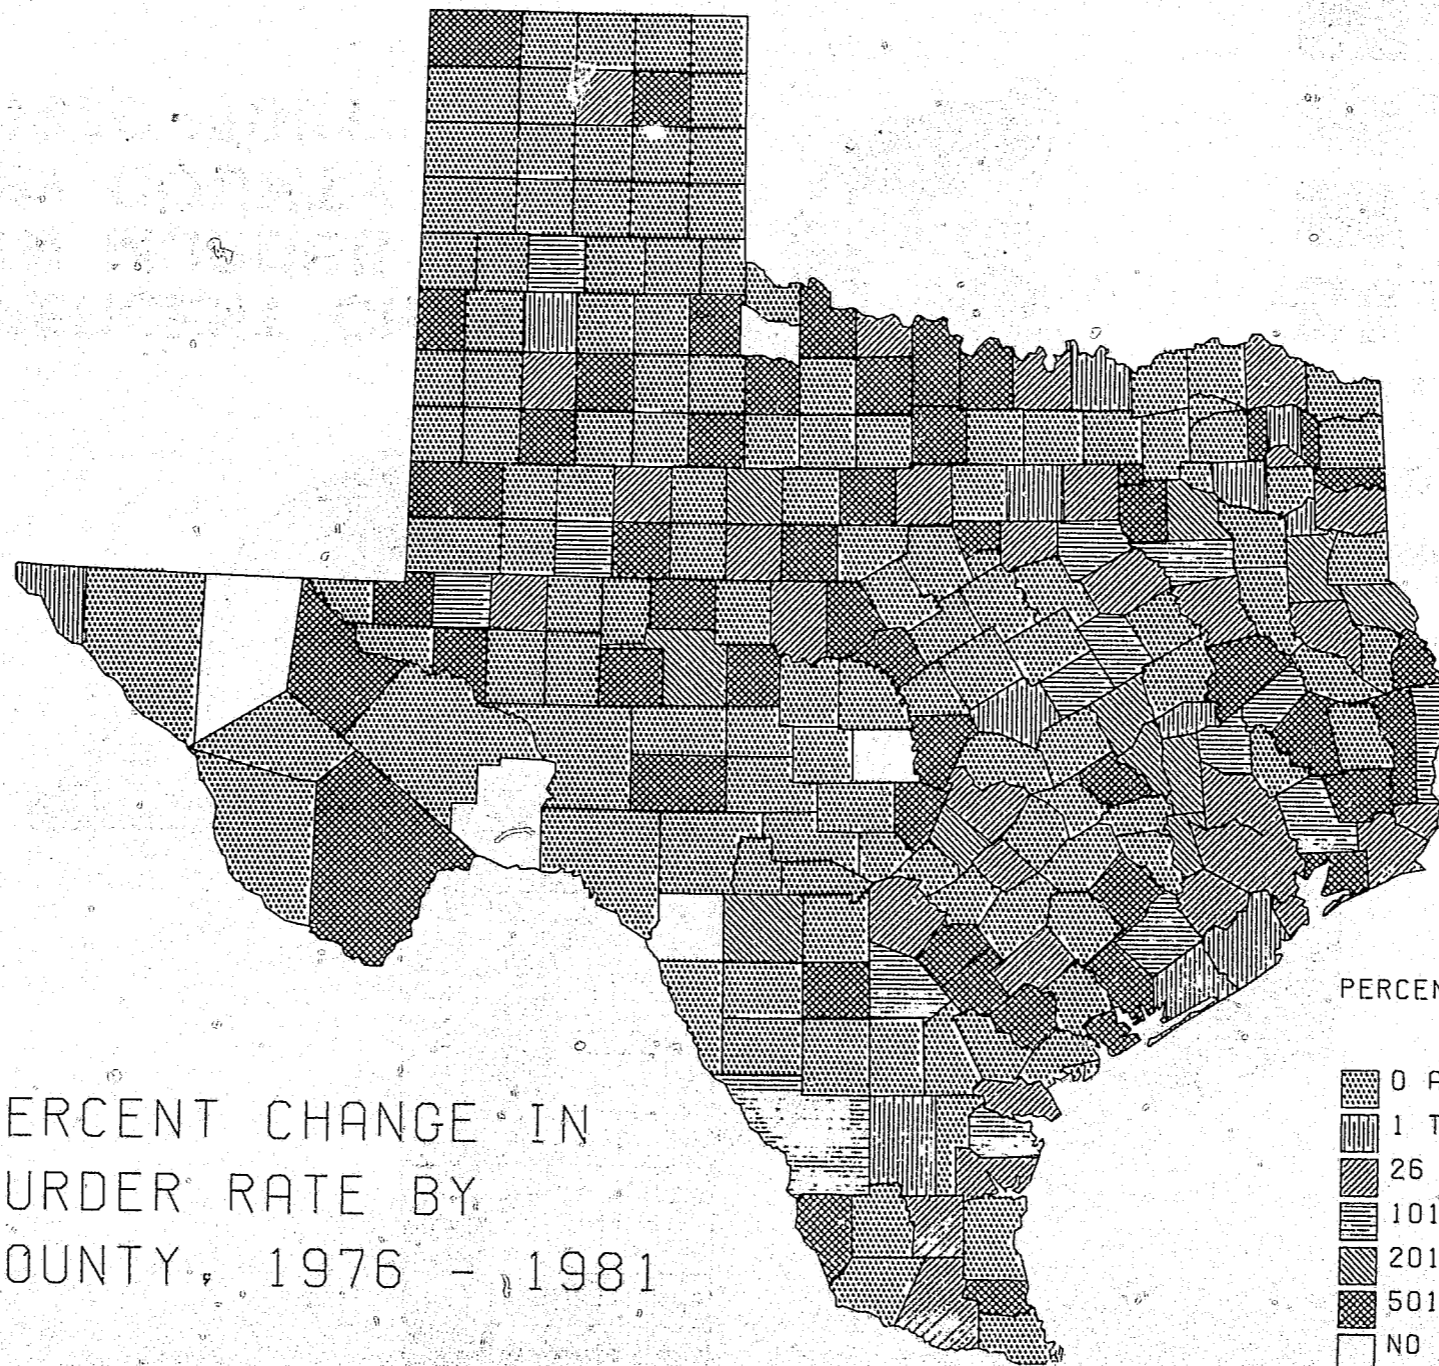 ERCENT CHANGE IN
URDER RATE BY
OUNTY, 1976 - 1981
PERCEN
0 A
1 T
26
101
201
501
NO